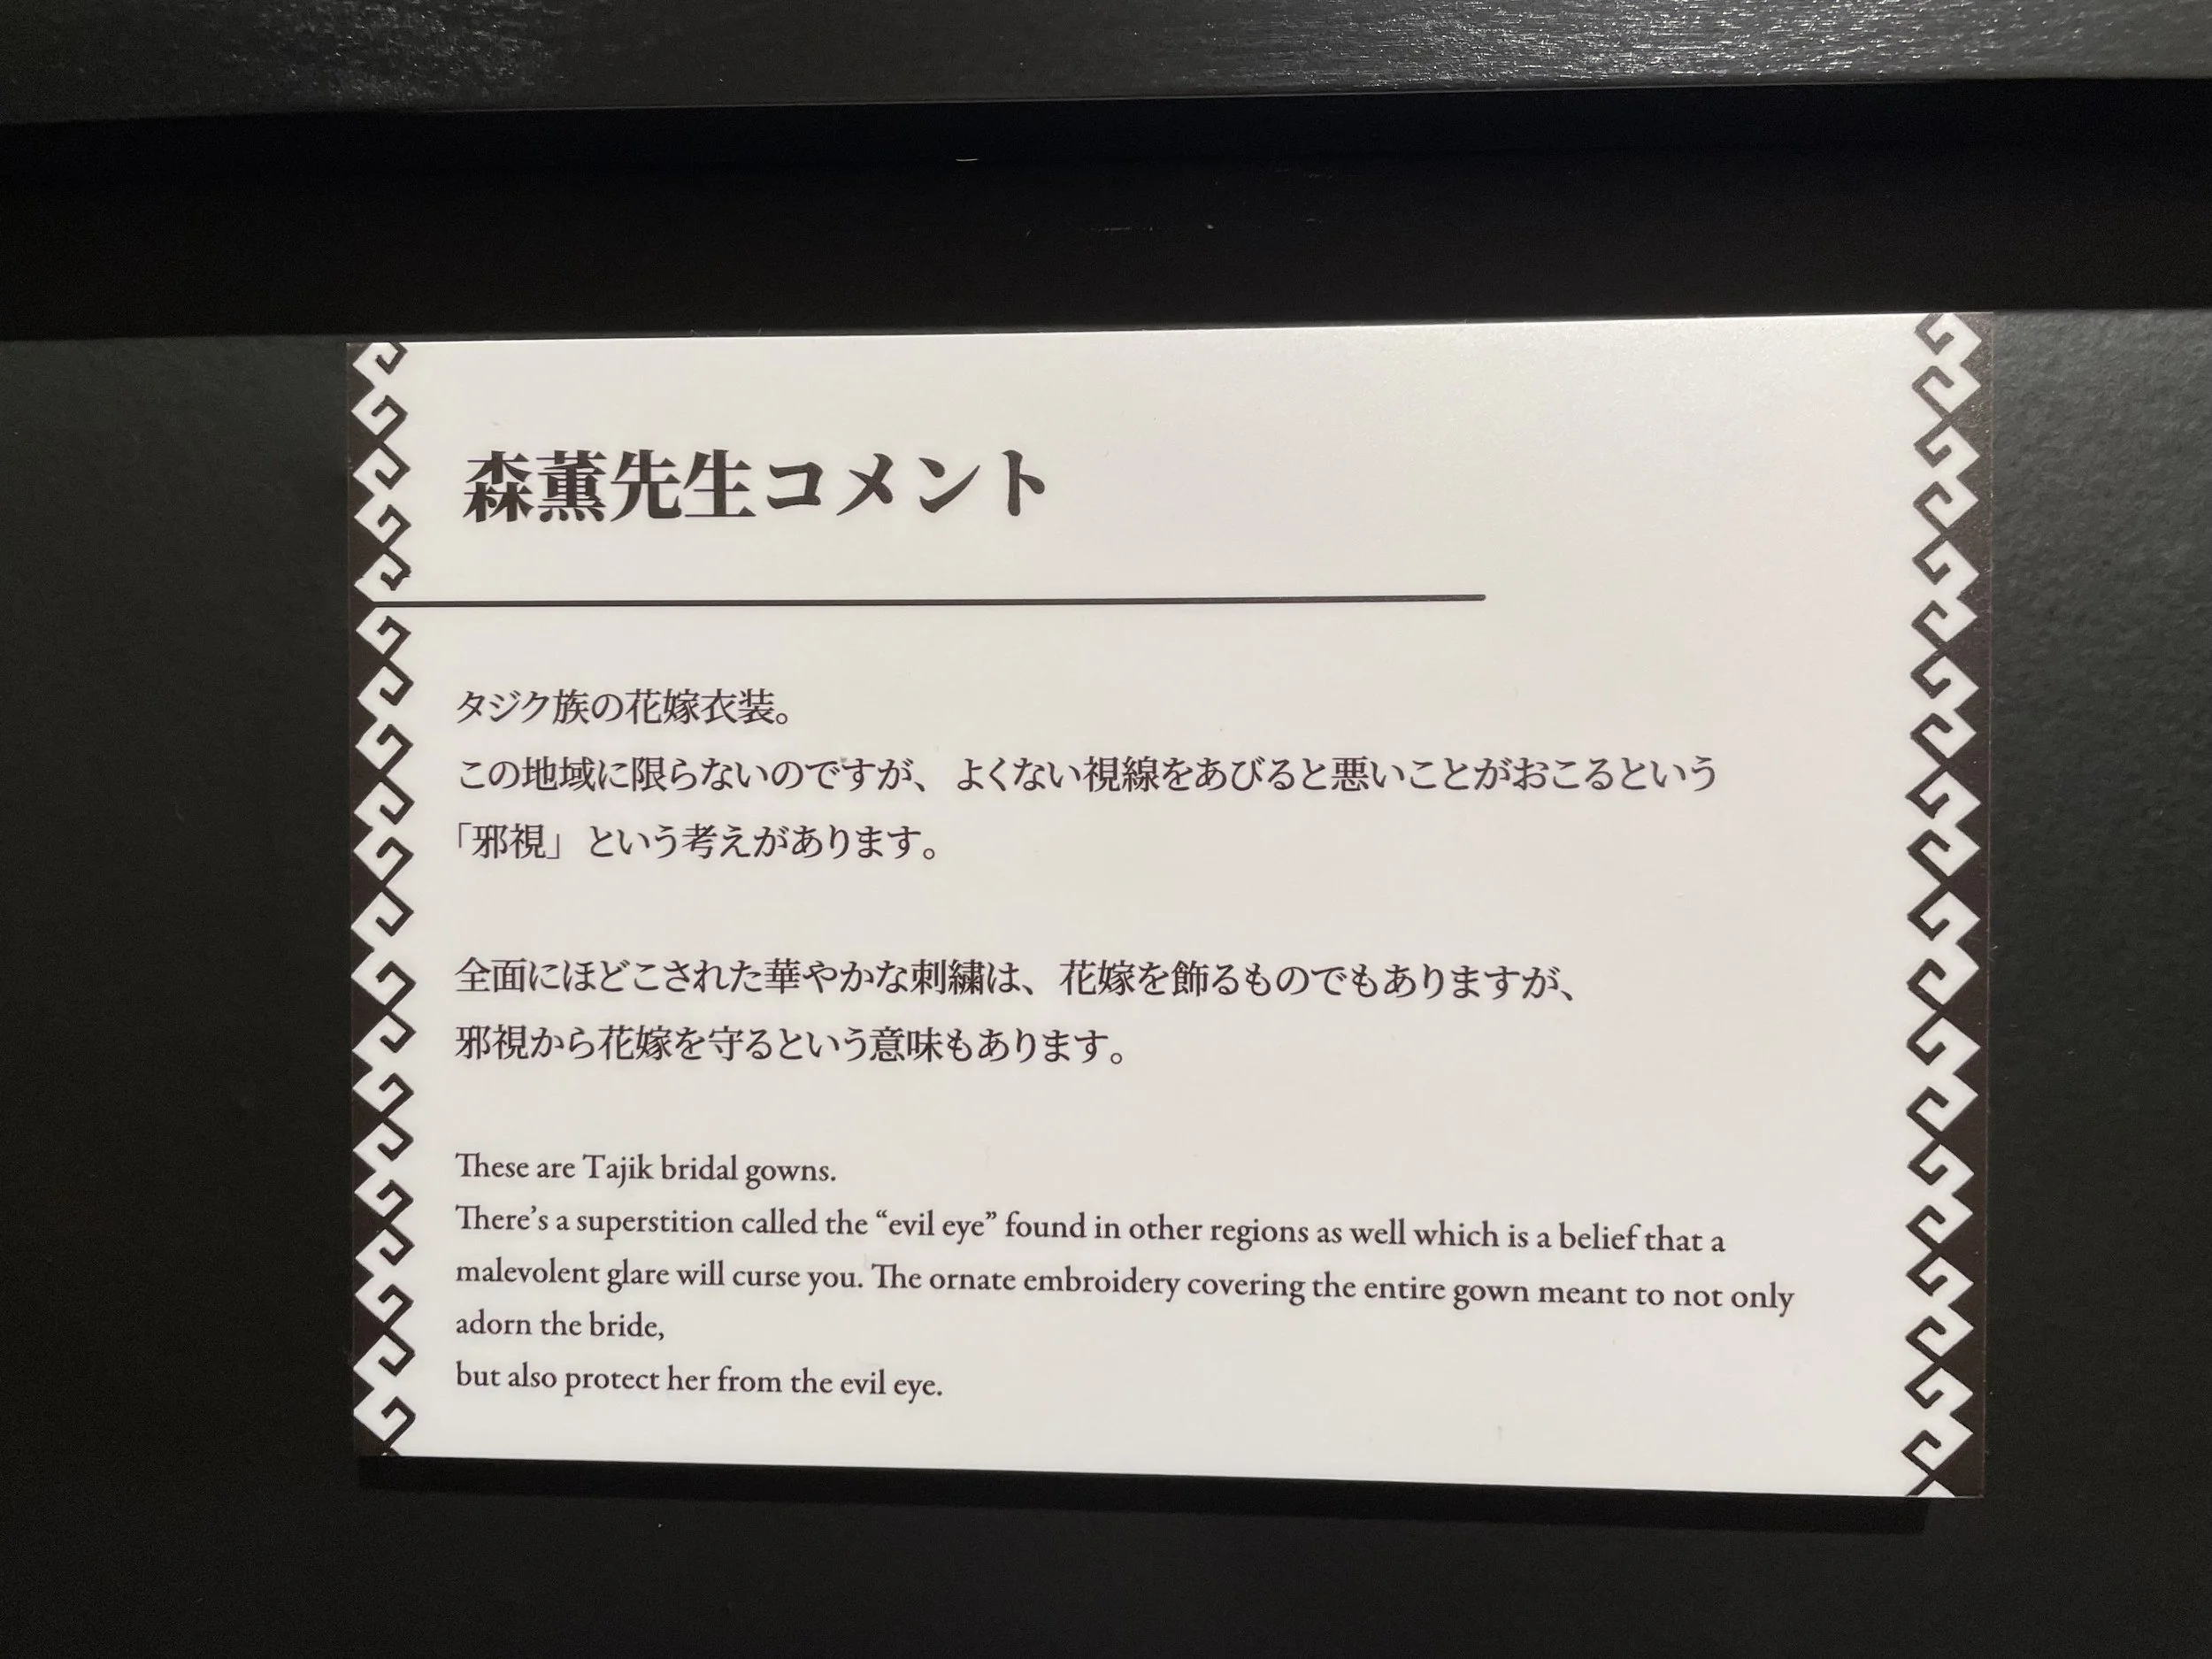 森薫先生コメント
タジク族の花嫁衣装。
この地域に限らないのですが、よくない視線をあびると悪いことがおこるという
「邪視」という考えがあります。
全面にほどこされた華やかな刺繍は、花嫁を飾るものでもありますが、
邪視から花嫁を守るという意味もあります。
These are Tajik bridal gowns.
There’s a superstition called the “evil eye” found in other regions as well which is a belief that a
malevolent glare will curse you. The ornate embroidery covering the entire gown meant to not only
adorn the bride,
but also protect her from the evil eye.